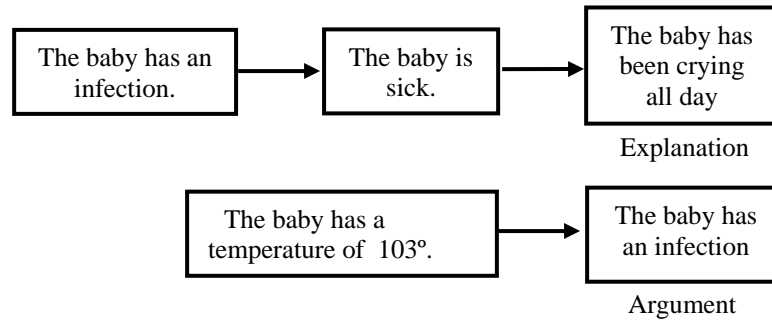 The baby has an
infection.
The baby is
sick.
The baby has
been crying
all day
Explanation
The baby has a
temperature of 103º.
The baby has
an infection
Argument